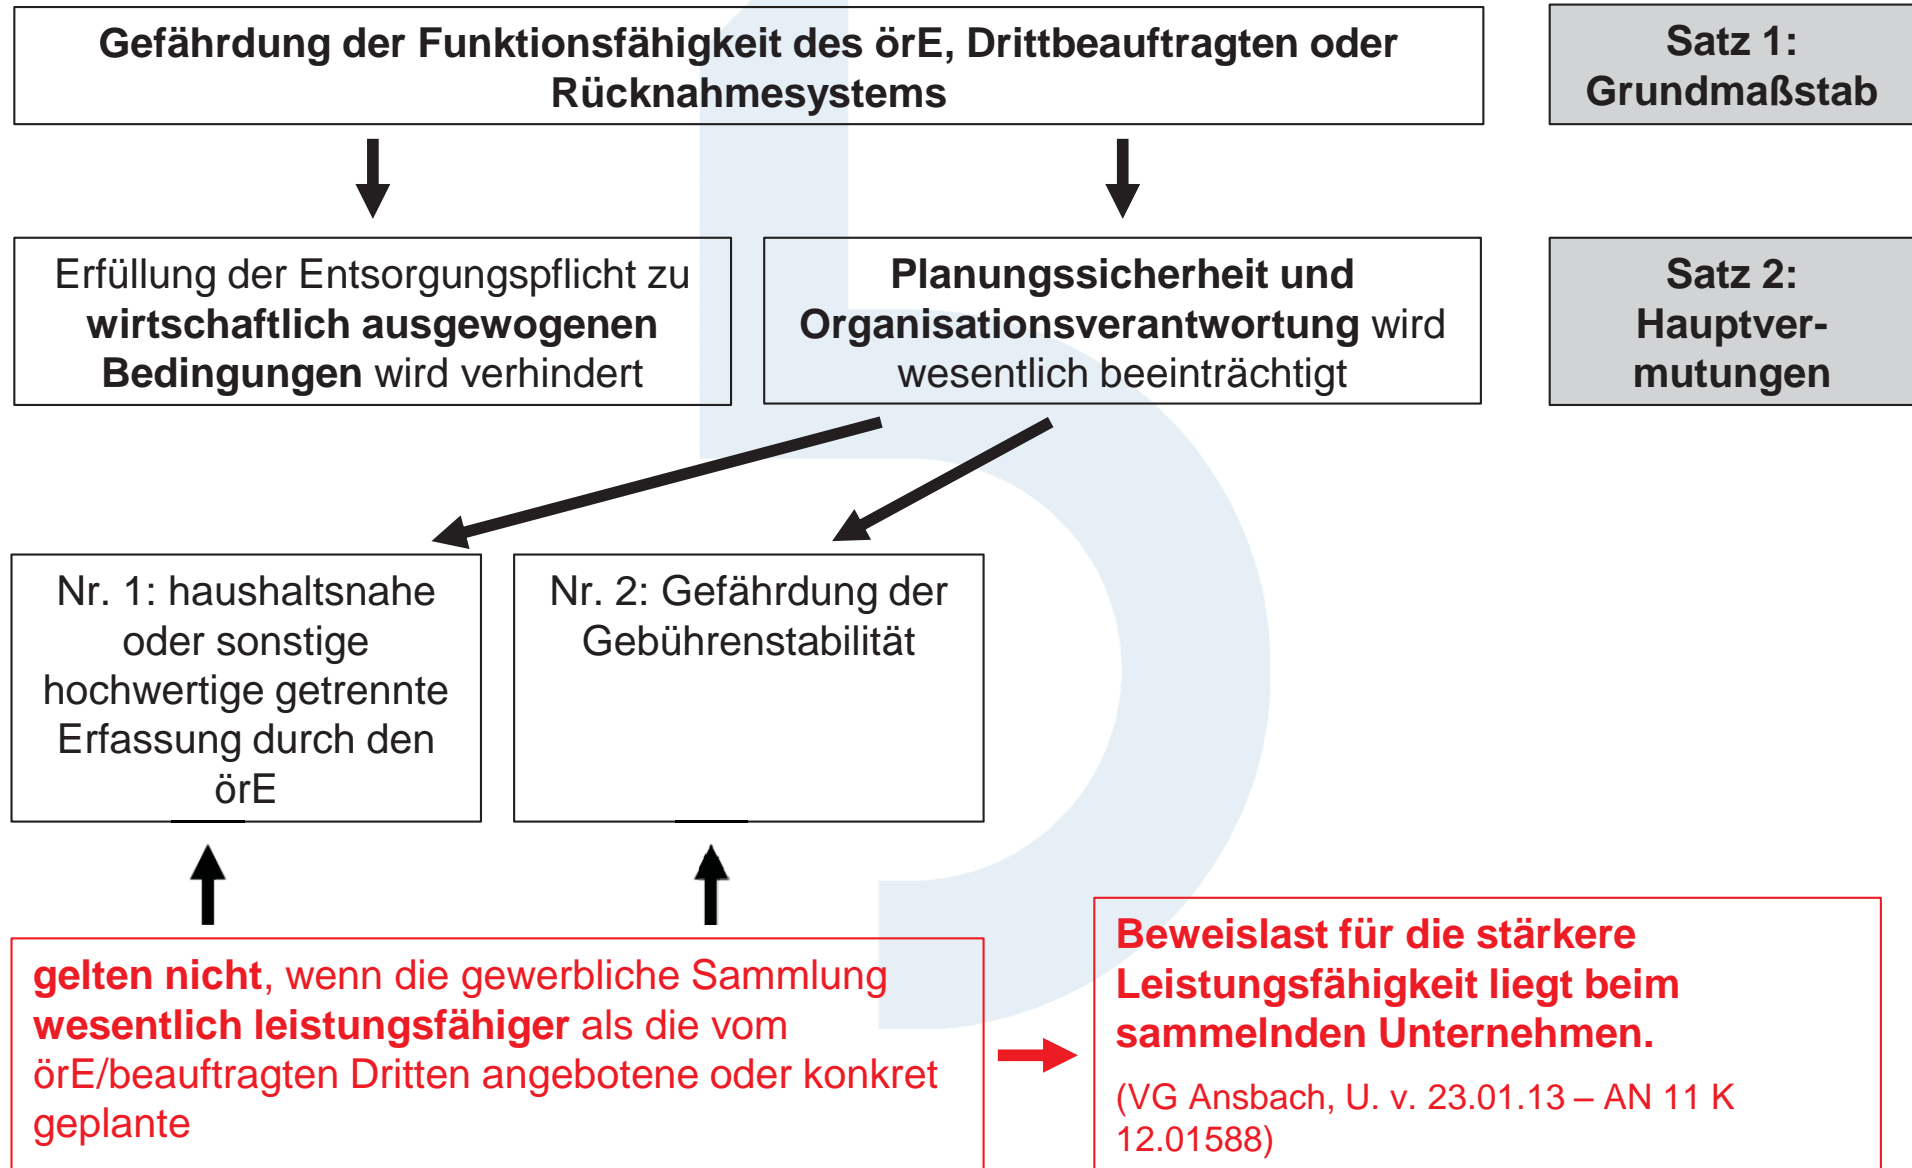 Gefährdung der Funktionsfähigkeit des örE, Drittbeauftragten oder
Rücknahmesystems
Satz 1:
Grundmaßstab
Erfüllung der Entsorgungspflicht zu
wirtschaftlich ausgewogenen
Bedingungen wird verhindert
Planungssicherheit und
Organisationsverantwortung wird
wesentlich beeinträchtigt
Satz 2:
Hauptver-
mutungen
Nr. 1: haushaltsnahe
oder sonstige
hochwertige getrennte
Erfassung durch den
örE
Nr. 2: Gefährdung der
Gebührenstabilität
gelten nicht, wenn die gewerbliche Sammlung
wesentlich leistungsfähiger als die vom
örE/beauftragten Dritten angebotene oder konkret
geplante
Beweislast für die stärkere
Leistungsfähigkeit liegt beim
sammelnden Unternehmen.
(VG Ansbach, U. v. 23.01.13 – AN 11 K
12.01588)